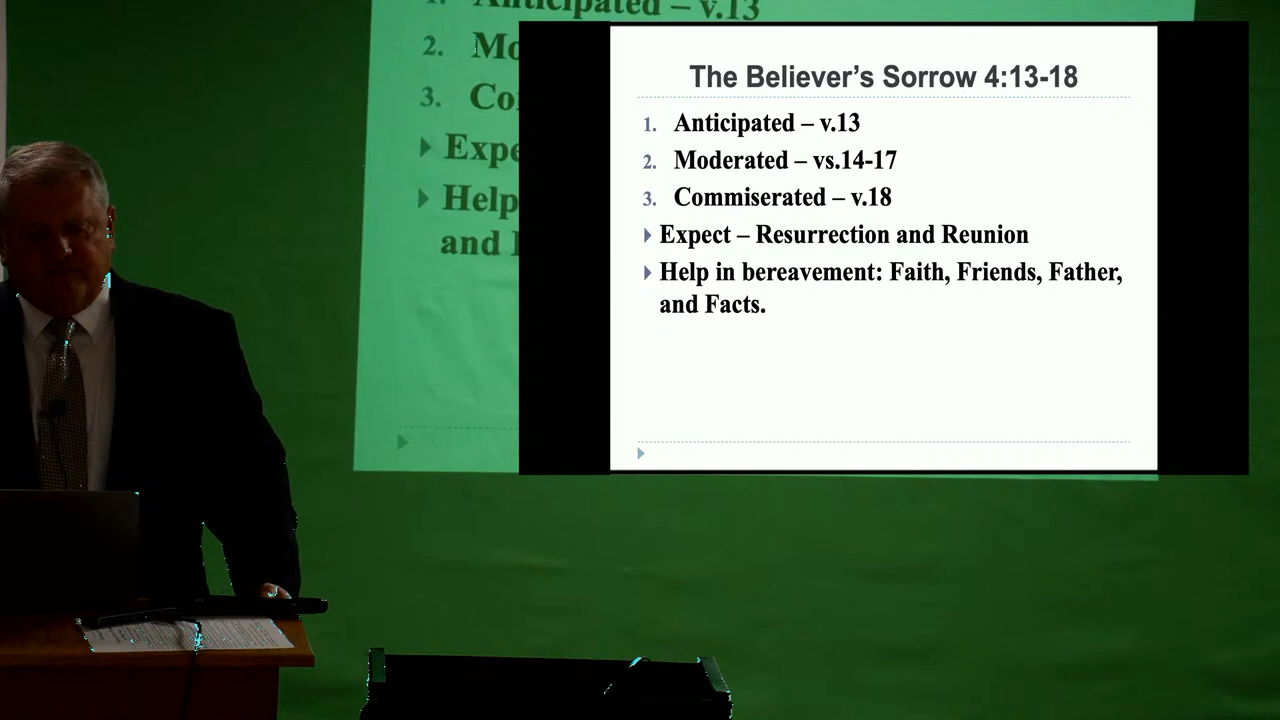 1. Anticipated – v.13
2. Mo
3. Co
Expe
Help
and
The Believer's Sorrow 4:13-18
1. Anticipated – v.13
2. Moderated – vs.14-17
3. Commiserated – v.18
Expect – Resurrection and Reunion
Help in bereavement: Faith, Friends, Father,
and Facts.